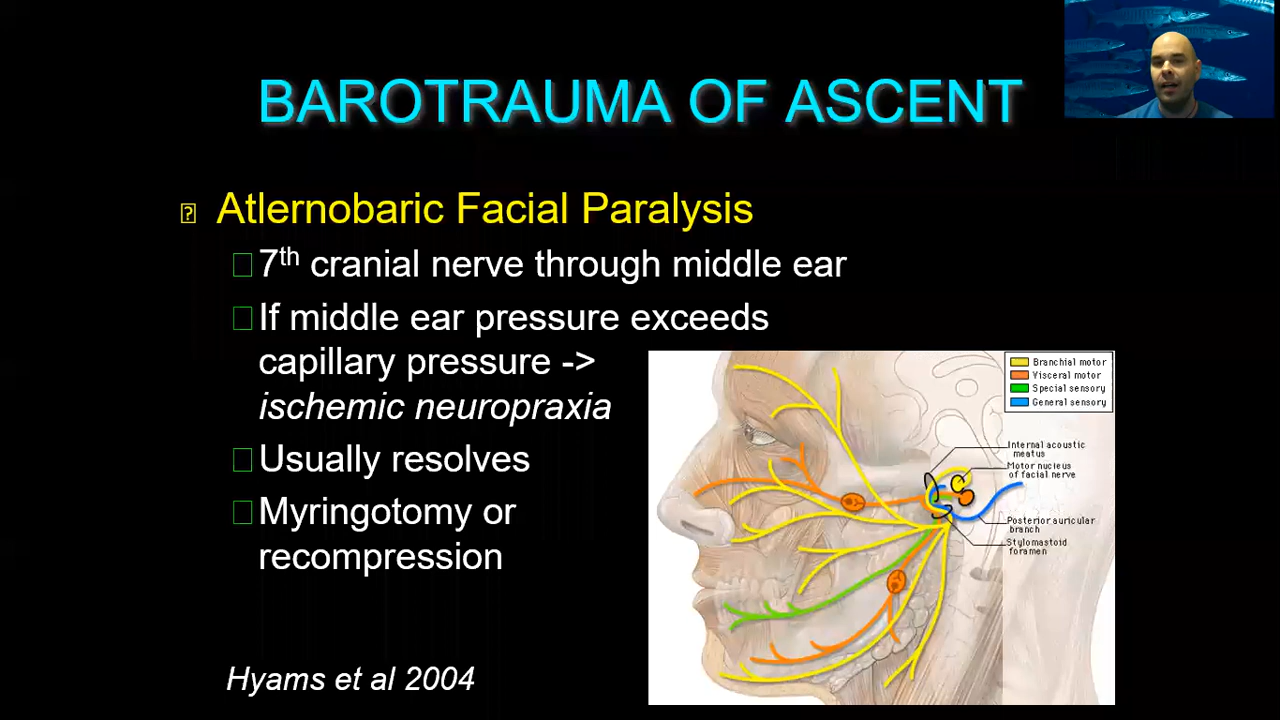 BAROTRAUMA OF ASCENT
Atlernobaric Facial Paralysis
7th cranial nerve through middle ear
If middle ear pressure exceeds
capillary pressure ->
ischemic neuropraxia
Usually resolves
Myringotomy or
recompression
Hyams et al 2004
Branchial motor
Visceral motor
Special sensory
General sensory
Internal acoustic
meatus
Motor nucleus
of facial nerve
Posterior auricular
branch
Stylomastoid
foramen